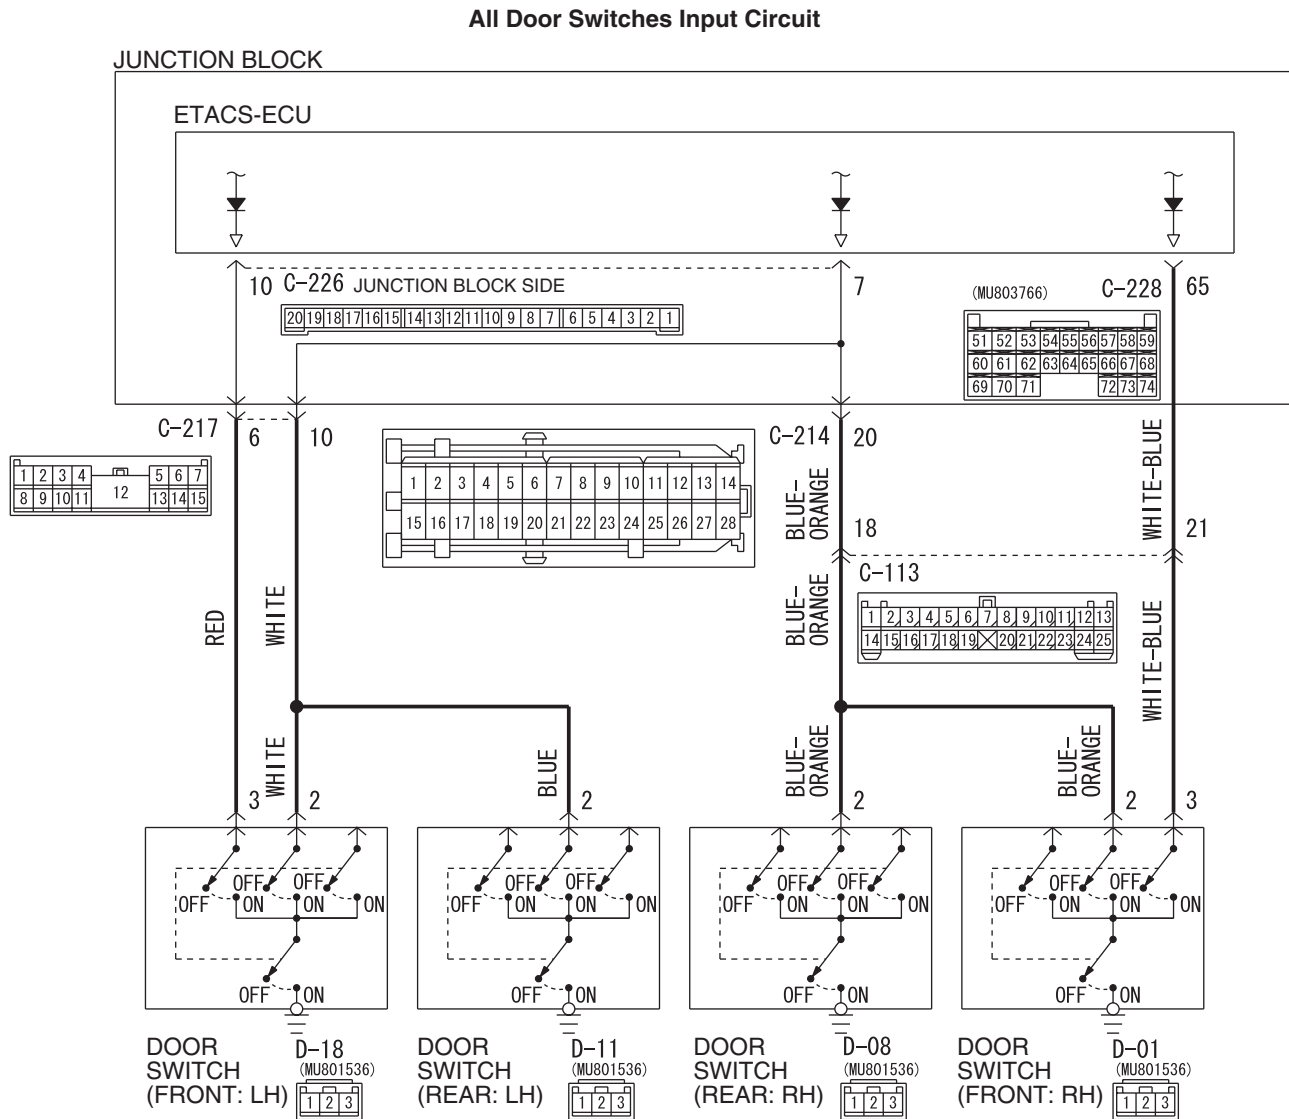 All Door Switches Input Circuit
JUNCTION BLOCK
ETACS-ECU
10 C-226 JUNCTION BLOCK SIDE
7
(MU803766) C-228 65
20 19 18 17 16 15 14 13 12 11 10 9 8 7 6 5 4 3 2 1
51 52 53 54 55 56 57 58 59
60 61 62 63 64 65 66 67 68
69 70 71 72 73 74
C-217 6 10
C-214 20
1 2 3 4 5 6 7
8 9 10 11 12 13 14 15
1 2 3 4 5 6 7 8 9 10 11 12 13 14
15 16 17 18 19 20 21 22 23 24 25 26 27 28
BLUE-
ORANGE
WHITE-BLUE
18
21
C-113
1 2 3 4 5 6 7 8 9 10 11 12 13
14 15 16 17 18 19 20 21 22 23 24 25
RED
WHITE
BLUE-
ORANGE
WHITE-BLUE
WHITE
BLUE
BLUE-
ORANGE
BLUE-
ORANGE
3 2 2 2 2 3
OFF OFF OFF ON ON ON
OFF ON
OFF OFF OFF ON ON ON
OFF ON
OFF OFF OFF ON ON ON
OFF ON
OFF OFF OFF ON ON ON
OFF ON
DOOR
SWITCH
(FRONT: LH)
D-18
(MU801536)
1 2 3
DOOR
SWITCH
(REAR: LH)
D-11
(MU801536)
1 2 3
DOOR
SWITCH
(REAR: RH)
D-08
(MU801536)
1 2 3
DOOR
SWITCH
(FRONT: RH)
D-01
(MU801536)
1 2 3